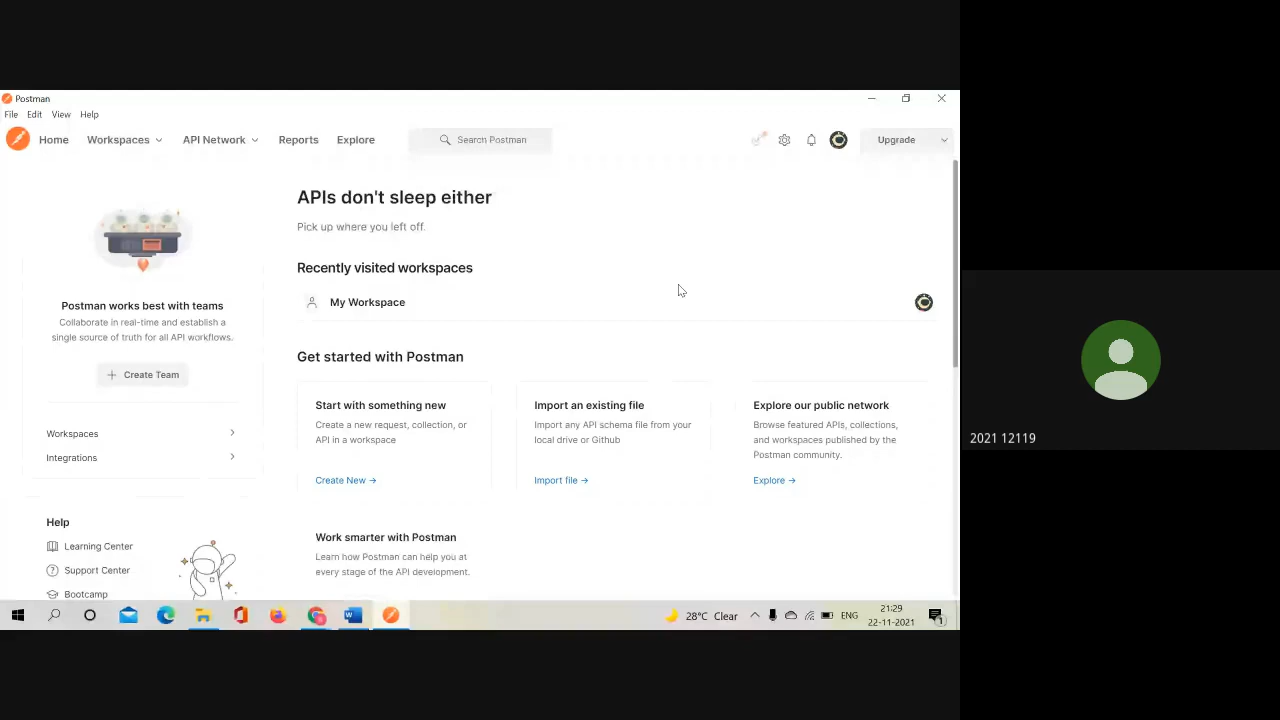 Postman
File Edit View Help
Home Workspaces API Network Reports Explore Search Postman Upgrade
APIs don't sleep either
Pick up where you left off.
Recently visited workspaces
My Workspace
Postman works best with teams
Collaborate in real-time and establish a
single source of truth for all API workflows.
Create Team
Workspaces
Integrations
Get started with Postman
Start with something new
Create a new request, collection, or
API in a workspace
Create New →
Import an existing file
Import any API schema file from your
local drive or Github
Import file →
Explore our public network
Browse featured APIs, collections,
and workspaces published by the
Postman community.
Explore →
Help
Learning Center
Support Center
Bootcamp
Work smarter with Postman
Learn how Postman can help you at
every stage of the API development.
28°C Clear
ENG
21:29
22-11-2021
1
2021 12119